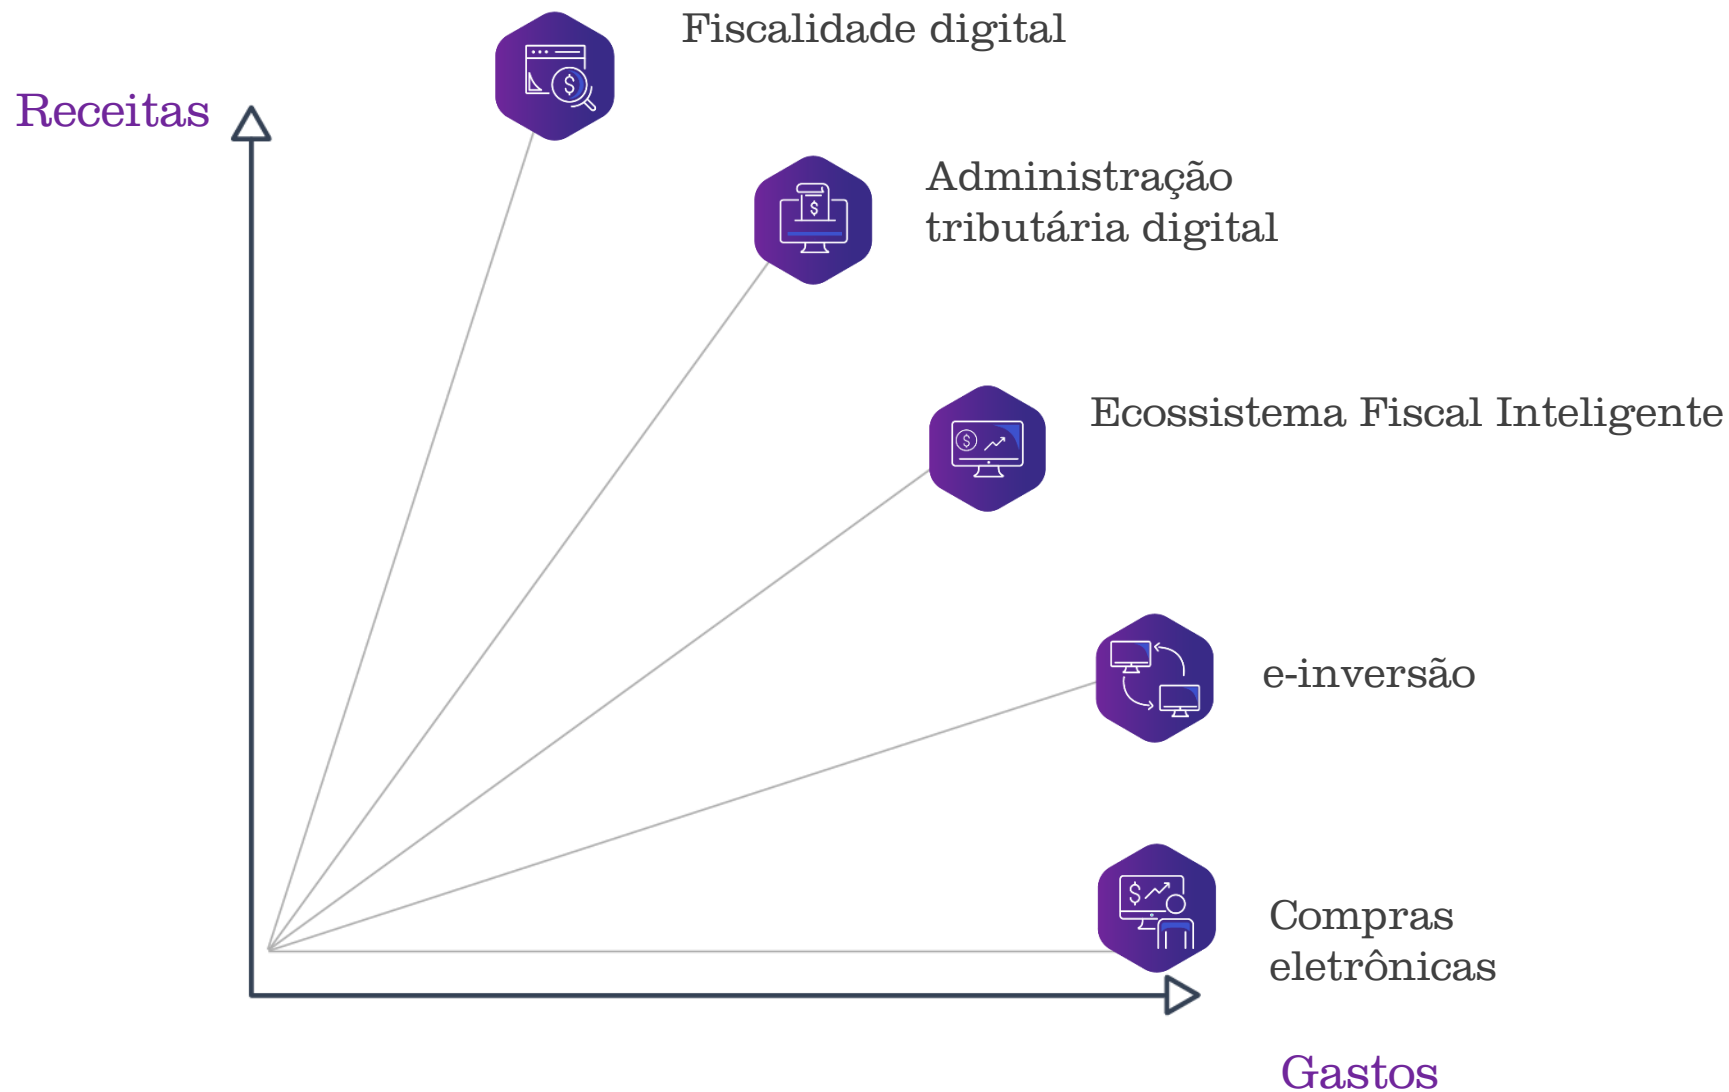 Fiscalidade digital
Receitas
Administração
tributária digital
Ecossistema Fiscal Inteligente
e-inversão
Compras
eletrônicas
Gastos